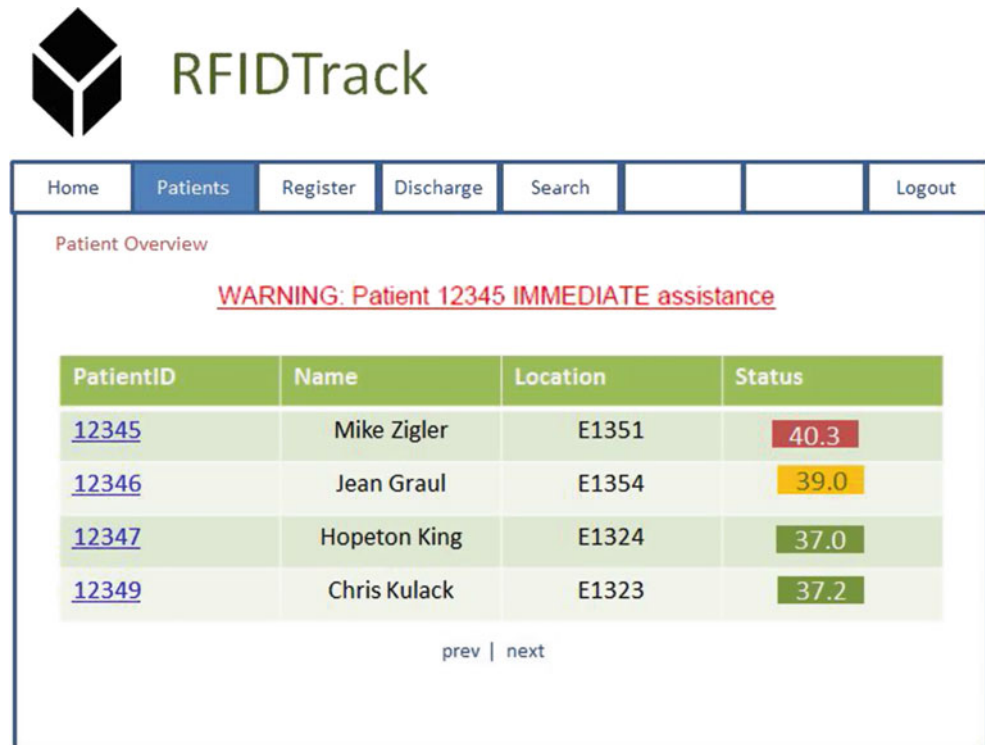 RFIDTrack
Home Patients Register Discharge Search Logout
Patient Overview
WARNING: Patient 12345 IMMEDIATE assistance
PatientID Name Location Status
12345 Mike Zigler E1351 40.3
12346 Jean Graul E1354 39.0
12347 Hopeton King E1324 37.0
12349 Chris Kulack E1323 37.2
prev | next